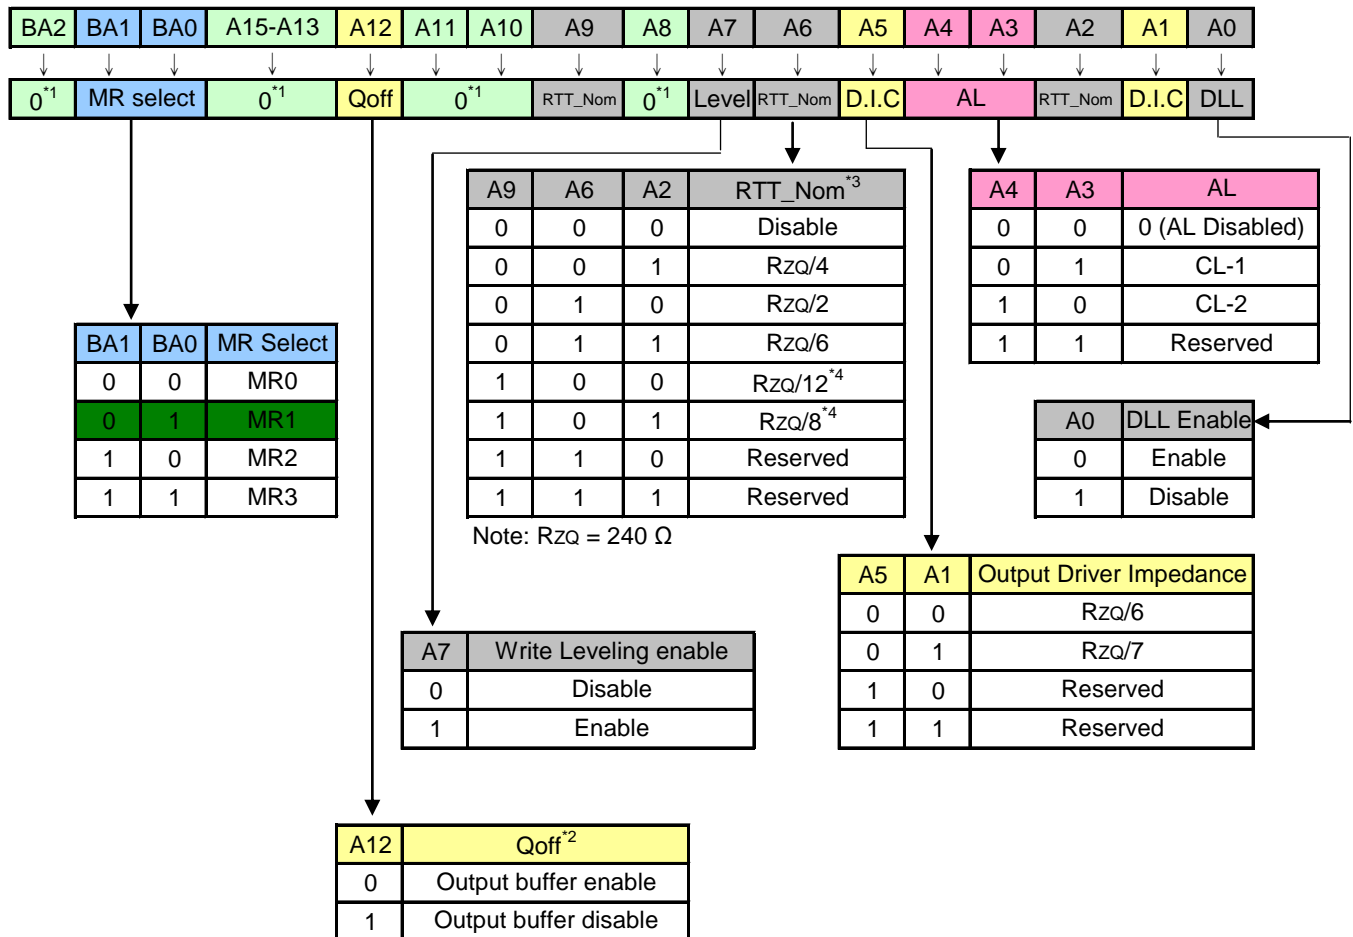 BA2 BA1 BA0 A15-A13 A12 A11 A10 A9 A8 A7 A6 A5 A4 A3 A2 A1 A0
0*1 MR select 0*1 Qoff 0*1 RTT_Nom 0*1 Level RTT_Nom D.I.C AL RTT_Nom D.I.C DLL
A9 A6 A2 RTT_Nom*3
0 0 0 Disable
0 0 1 RZQ/4
0 1 0 RZQ/2
0 1 1 RZQ/6
1 0 0 RZQ/12*4
1 0 1 RZQ/8*4
1 1 0 Reserved
1 1 1 Reserved
Note: RZQ = 240 Ω
A4 A3 AL
0 0 0 (AL Disabled)
0 1 CL-1
1 0 CL-2
1 1 Reserved
BA1 BA0 MR Select
0 0 MR0
0 1 MR1
1 0 MR2
1 1 MR3
A0 DLL Enable
0 Enable
1 Disable
A5 A1 Output Driver Impedance
0 0 RZQ/6
0 1 RZQ/7
1 0 Reserved
1 1 Reserved
A7 Write Leveling enable
0 Disable
1 Enable
A12 Qoff*2
0 Output buffer enable
1 Output buffer disable